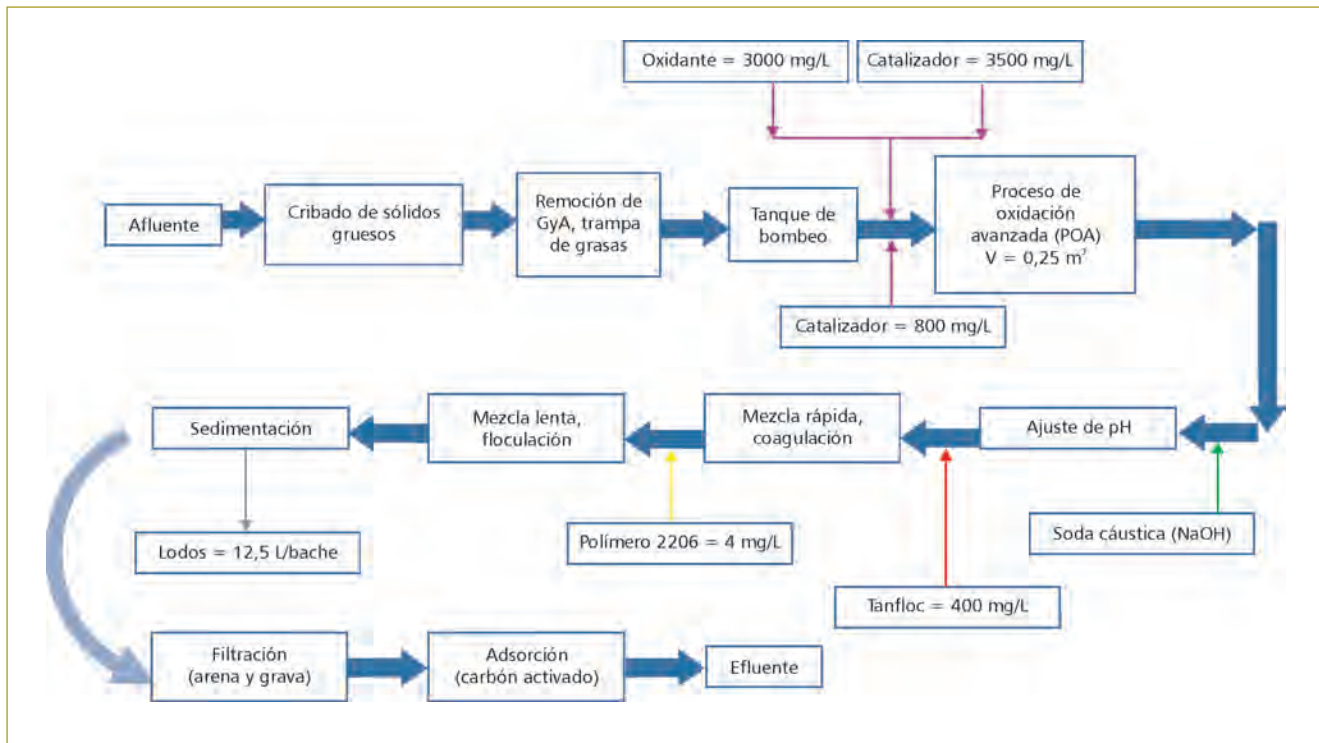 Oxidante = 3000 mg/L
Catalizador = 3500 mg/L
Afluente
Cribado de sólidos
gruesos
Remoción de
GyA, trampa
de grasas
Tanque de
bombeo
Proceso de
oxidación
avanzada (POA)
V = 0,25 m³
Catalizador = 800 mg/L
Sedimentación
Mezcla lenta,
floculación
Mezcla rápida,
coagulación
Ajuste de pH
Lodos = 12,5 L/bache
Polímero 2206 = 4 mg/L
Soda cáustica (NaOH)
Tanfloc = 400 mg/L
Filtración
(arena y grava)
Adsorción
(carbón activado)
Efluente